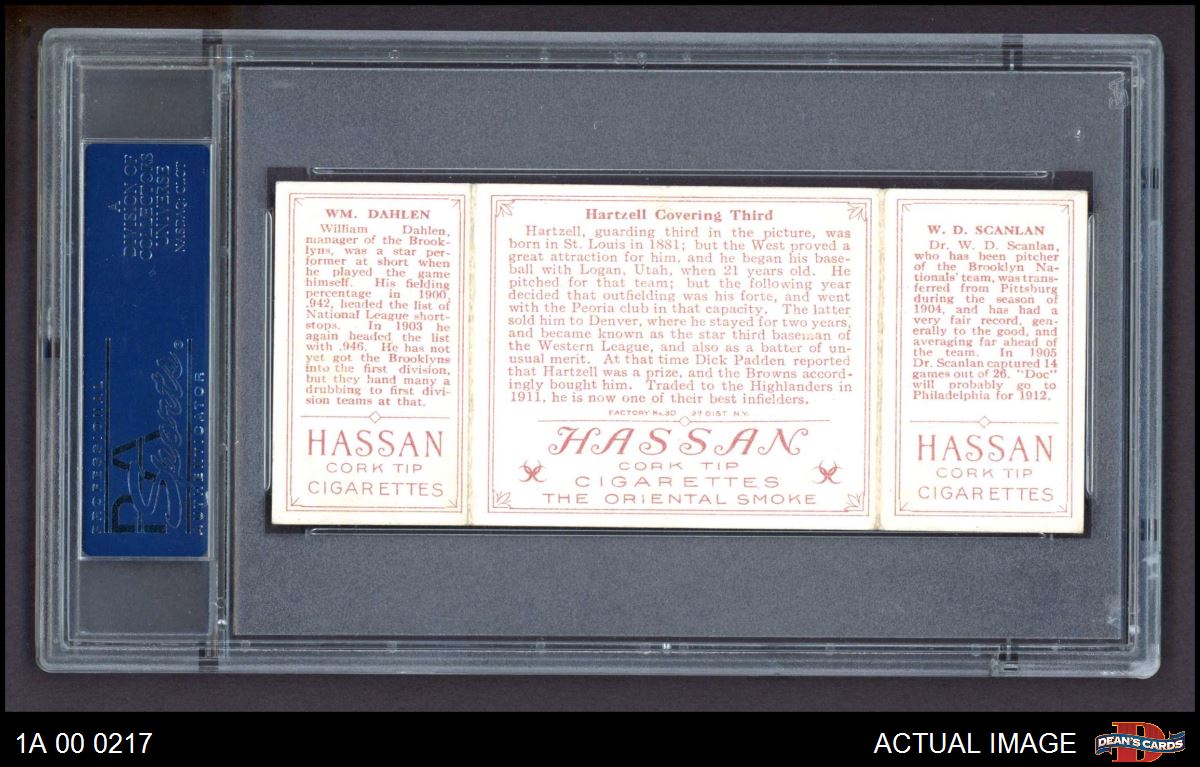 A
DIVISION OF
COLLECTORS
UNIVERSE
NASDAQ: CLCT
PROFESSIONAL
PSA
Sports
AUTHENTICATOR
WM. DAHLEN
William Dahlen,
manager of the Brook-
lyns, was a star per-
former at short when
he played the game
himself. His fielding
percentage in 1900,
.942, headed the list of
National League short-
stops. In 1903 he
again headed the list
with .946. He has not
yet got the Brooklyns
into the first division,
but they hand many a
drubbing to first divi-
sion teams at that.
HASSAN
CORK TIP
CIGARETTES
Hartzell Covering Third
Hartzell, guarding third in the picture, was
born in St. Louis in 1881; but the West proved a
great attraction for him, and he began his base-
ball with Logan, Utah, when 21 years old. He
pitched for that team; but the following year
decided that outfielding was his forte, and went
with the Peoria club in that capacity. The latter
sold him to Denver, where he stayed for two years,
and became known as the star third baseman of
the Western League, and also as a batter of un-
usual merit. At that time Dick Padden reported
that Hartzell was a prize, and the Browns accord-
ingly bought him. Traded to the Highlanders in
1911, he is now one of their best infielders.
FACTORY No. 30 2d DIST. N.Y.
HASSAN
CORK TIP
CIGARETTES
THE ORIENTAL SMOKE
W. D. SCANLAN
Dr. W. D. Scanlan,
who has been pitcher
of the Brooklyn Na-
tionals' team, was trans-
ferred from Pittsburg
during the season of
1904, and has had a
very fair record, gen-
erally to the good, and
averaging far ahead of
the team. In 1905
Dr. Scanlan captured 14
games out of 26. "Doc"
will probably go to
Philadelphia for 1912.
HASSAN
CORK TIP
CIGARETTES
1A 00 0217
ACTUAL IMAGE
DEAN'S CARDS